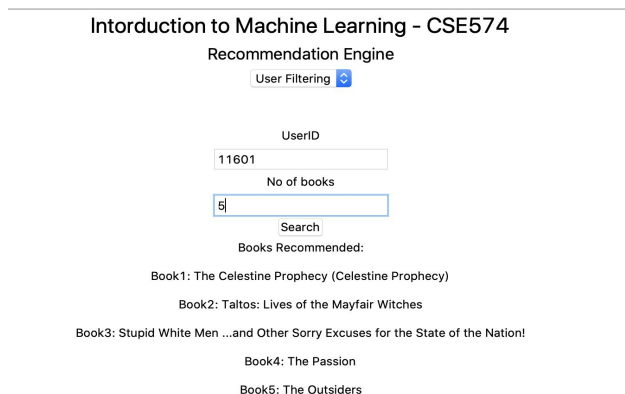 Intorduction to Machine Learning - CSE574
Recommendation Engine
User Filtering
UserID
11601
No of books
5
Search
Books Recommended:
Book1: The Celestine Prophecy (Celestine Prophecy)
Book2: Taltos: Lives of the Mayfair Witches
Book3: Stupid White Men ...and Other Sorry Excuses for the State of the Nation!
Book4: The Passion
Book5: The Outsiders